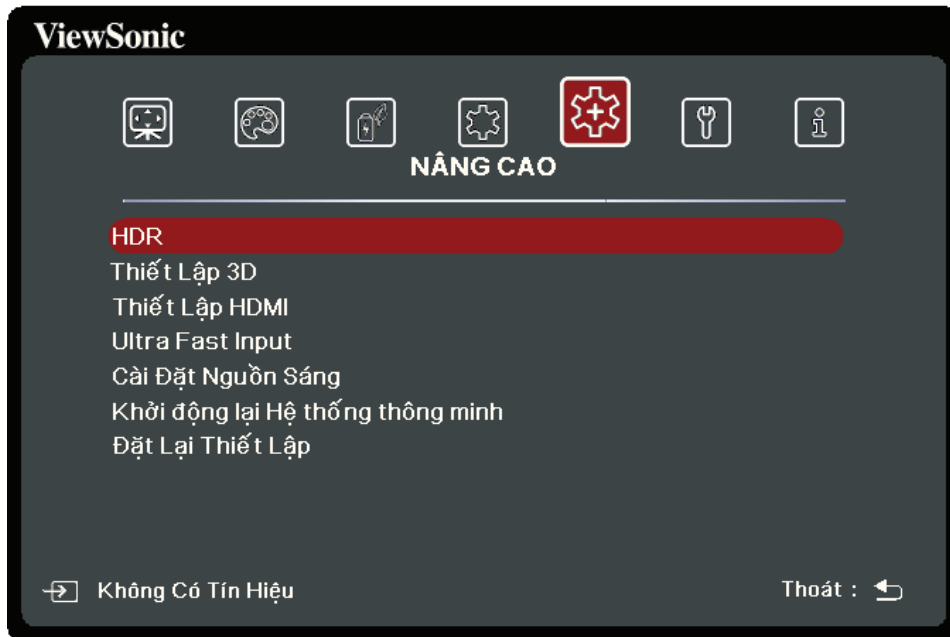 ViewSonic
NÂNG CAO
HDR
Thiết Lập 3D
Thiết Lập HDMI
Ultra Fast Input
Cài Đặt Nguồn Sáng
Khởi động lại Hệ thống thông minh
Đặt Lại Thiết Lập
Không Có Tín Hiệu
Thoát :